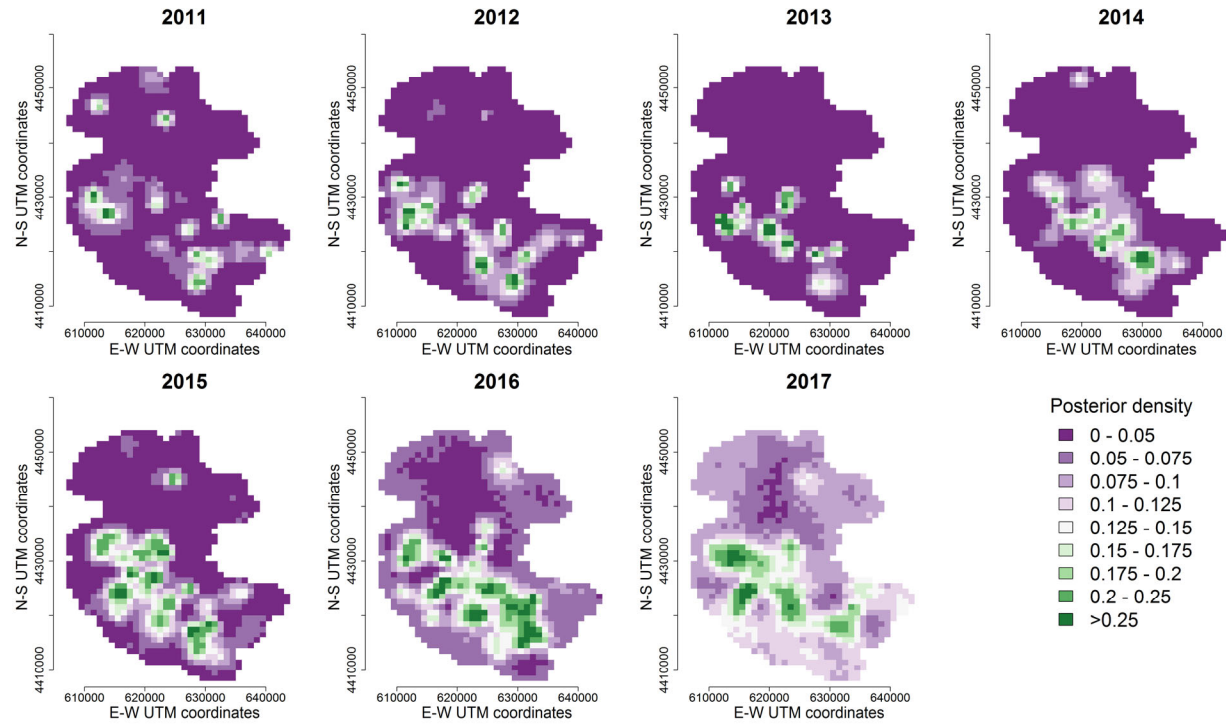 2011
2012
2013
2014
N-S UTM coordinates
4410000 4430000 4450000
610000 620000 630000 640000
E-W UTM coordinates
N-S UTM coordinates
4410000 4430000 4450000
610000 620000 630000 640000
E-W UTM coordinates
N-S UTM coordinates
4410000 4430000 4450000
610000 620000 630000 640000
E-W UTM coordinates
N-S UTM coordinates
4410000 4430000 4450000
610000 620000 630000 640000
E-W UTM coordinates
2015
2016
2017
N-S UTM coordinates
4410000 4430000 4450000
610000 620000 630000 640000
E-W UTM coordinates
N-S UTM coordinates
4410000 4430000 4450000
610000 620000 630000 640000
E-W UTM coordinates
N-S UTM coordinates
4410000 4430000 4450000
610000 620000 630000 640000
E-W UTM coordinates
Posterior density
0 - 0.05
0.05 - 0.075
0.075 - 0.1
0.1 - 0.125
0.125 - 0.15
0.15 - 0.175
0.175 - 0.2
0.2 - 0.25
>0.25